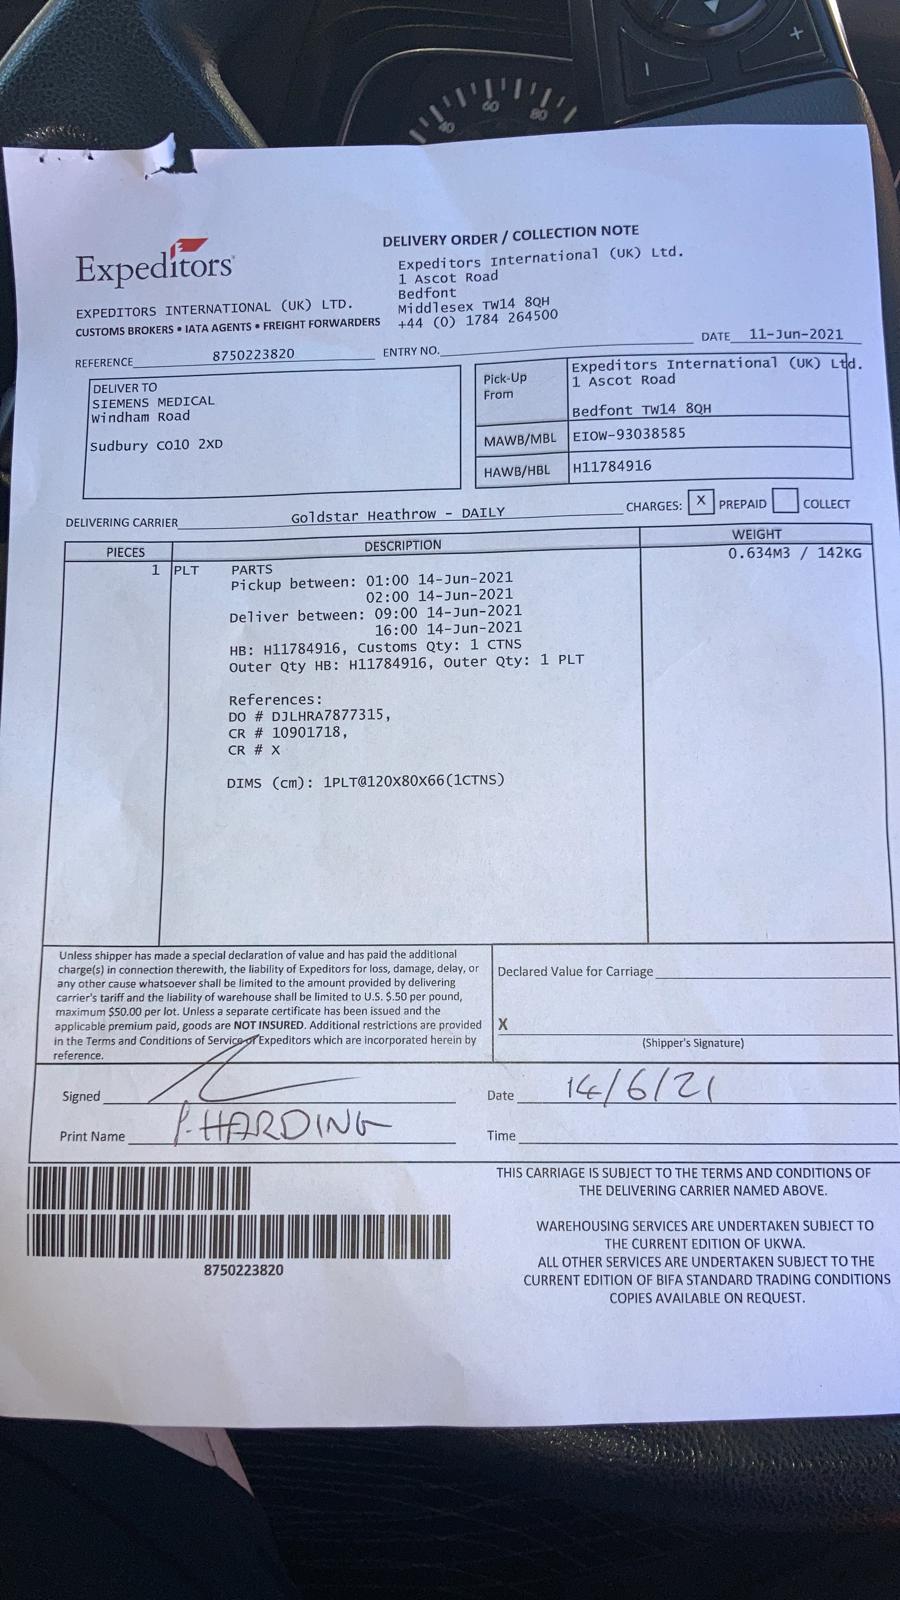 40 60 80
- +
Expeditors
EXPEDITORS INTERNATIONAL (UK) LTD.
CUSTOMS BROKERS • IATA AGENTS • FREIGHT FORWARDERS
DELIVERY ORDER / COLLECTION NOTE
Expeditors International (UK) Ltd.
1 Ascot Road
Bedfont
Middlesex TW14 8QH
+44 (0) 1784 264500
DATE 11-Jun-2021
REFERENCE 8750223820 ENTRY NO.
DELIVER TO
SIEMENS MEDICAL
Windham Road
Sudbury CO10 2XD
Pick-Up From
Expeditors International (UK) Ltd.
1 Ascot Road
Bedfont TW14 8QH
MAWB/MBL EIOW-93038585
HAWB/HBL H11784916
DELIVERING CARRIER Goldstar Heathrow - DAILY CHARGES: X PREPAID COLLECT
PIECES DESCRIPTION WEIGHT
1 PLT PARTS 0.634M3 / 142KG
Pickup between: 01:00 14-Jun-2021
02:00 14-Jun-2021
Deliver between: 09:00 14-Jun-2021
16:00 14-Jun-2021
HB: H11784916, Customs Qty: 1 CTNS
Outer Qty HB: H11784916, Outer Qty: 1 PLT
References:
DO # DJLHRA7877315,
CR # 10901718,
CR # X
DIMS (cm): 1PLT@120X80X66(1CTNS)
Unless shipper has made a special declaration of value and has paid the additional
charge(s) in connection therewith, the liability of Expeditors for loss, damage, delay, or
any other cause whatsoever shall be limited to the amount provided by delivering
carrier's tariff and the liability of warehouse shall be limited to U.S. $.50 per pound,
maximum $50.00 per lot. Unless a separate certificate has been issued and the
applicable premium paid, goods are NOT INSURED. Additional restrictions are provided
in the Terms and Conditions of Service of Expeditors which are incorporated herein by
reference.
Declared Value for Carriage
X
(Shipper's Signature)
Signed
Date 14/6/21
Print Name P. HARDING
Time
8750223820
THIS CARRIAGE IS SUBJECT TO THE TERMS AND CONDITIONS OF
THE DELIVERING CARRIER NAMED ABOVE.
WAREHOUSING SERVICES ARE UNDERTAKEN SUBJECT TO
THE CURRENT EDITION OF UKWA.
ALL OTHER SERVICES ARE UNDERTAKEN SUBJECT TO THE
CURRENT EDITION OF BIFA STANDARD TRADING CONDITIONS
COPIES AVAILABLE ON REQUEST.